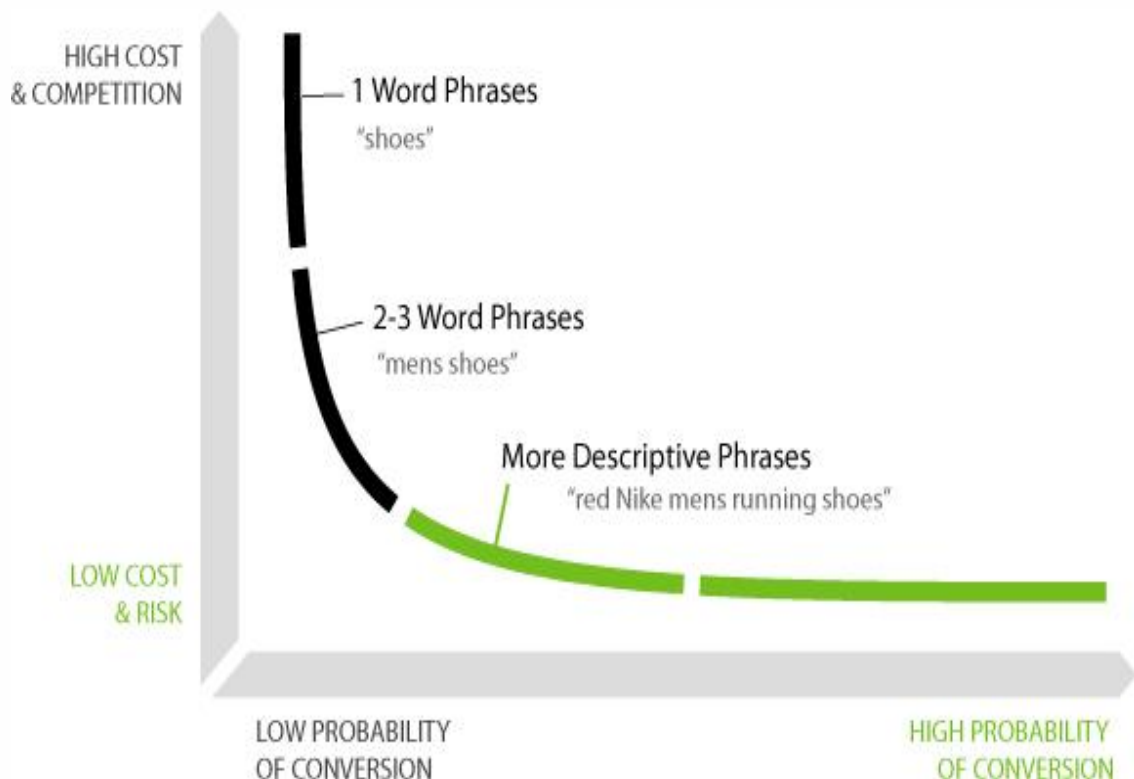 HIGH COST
& COMPETITION
1 Word Phrases
"shoes"
2-3 Word Phrases
"mens shoes"
More Descriptive Phrases
"red Nike mens running shoes"
LOW COST
& RISK
LOW PROBABILITY
OF CONVERSION
HIGH PROBABILITY
OF CONVERSION